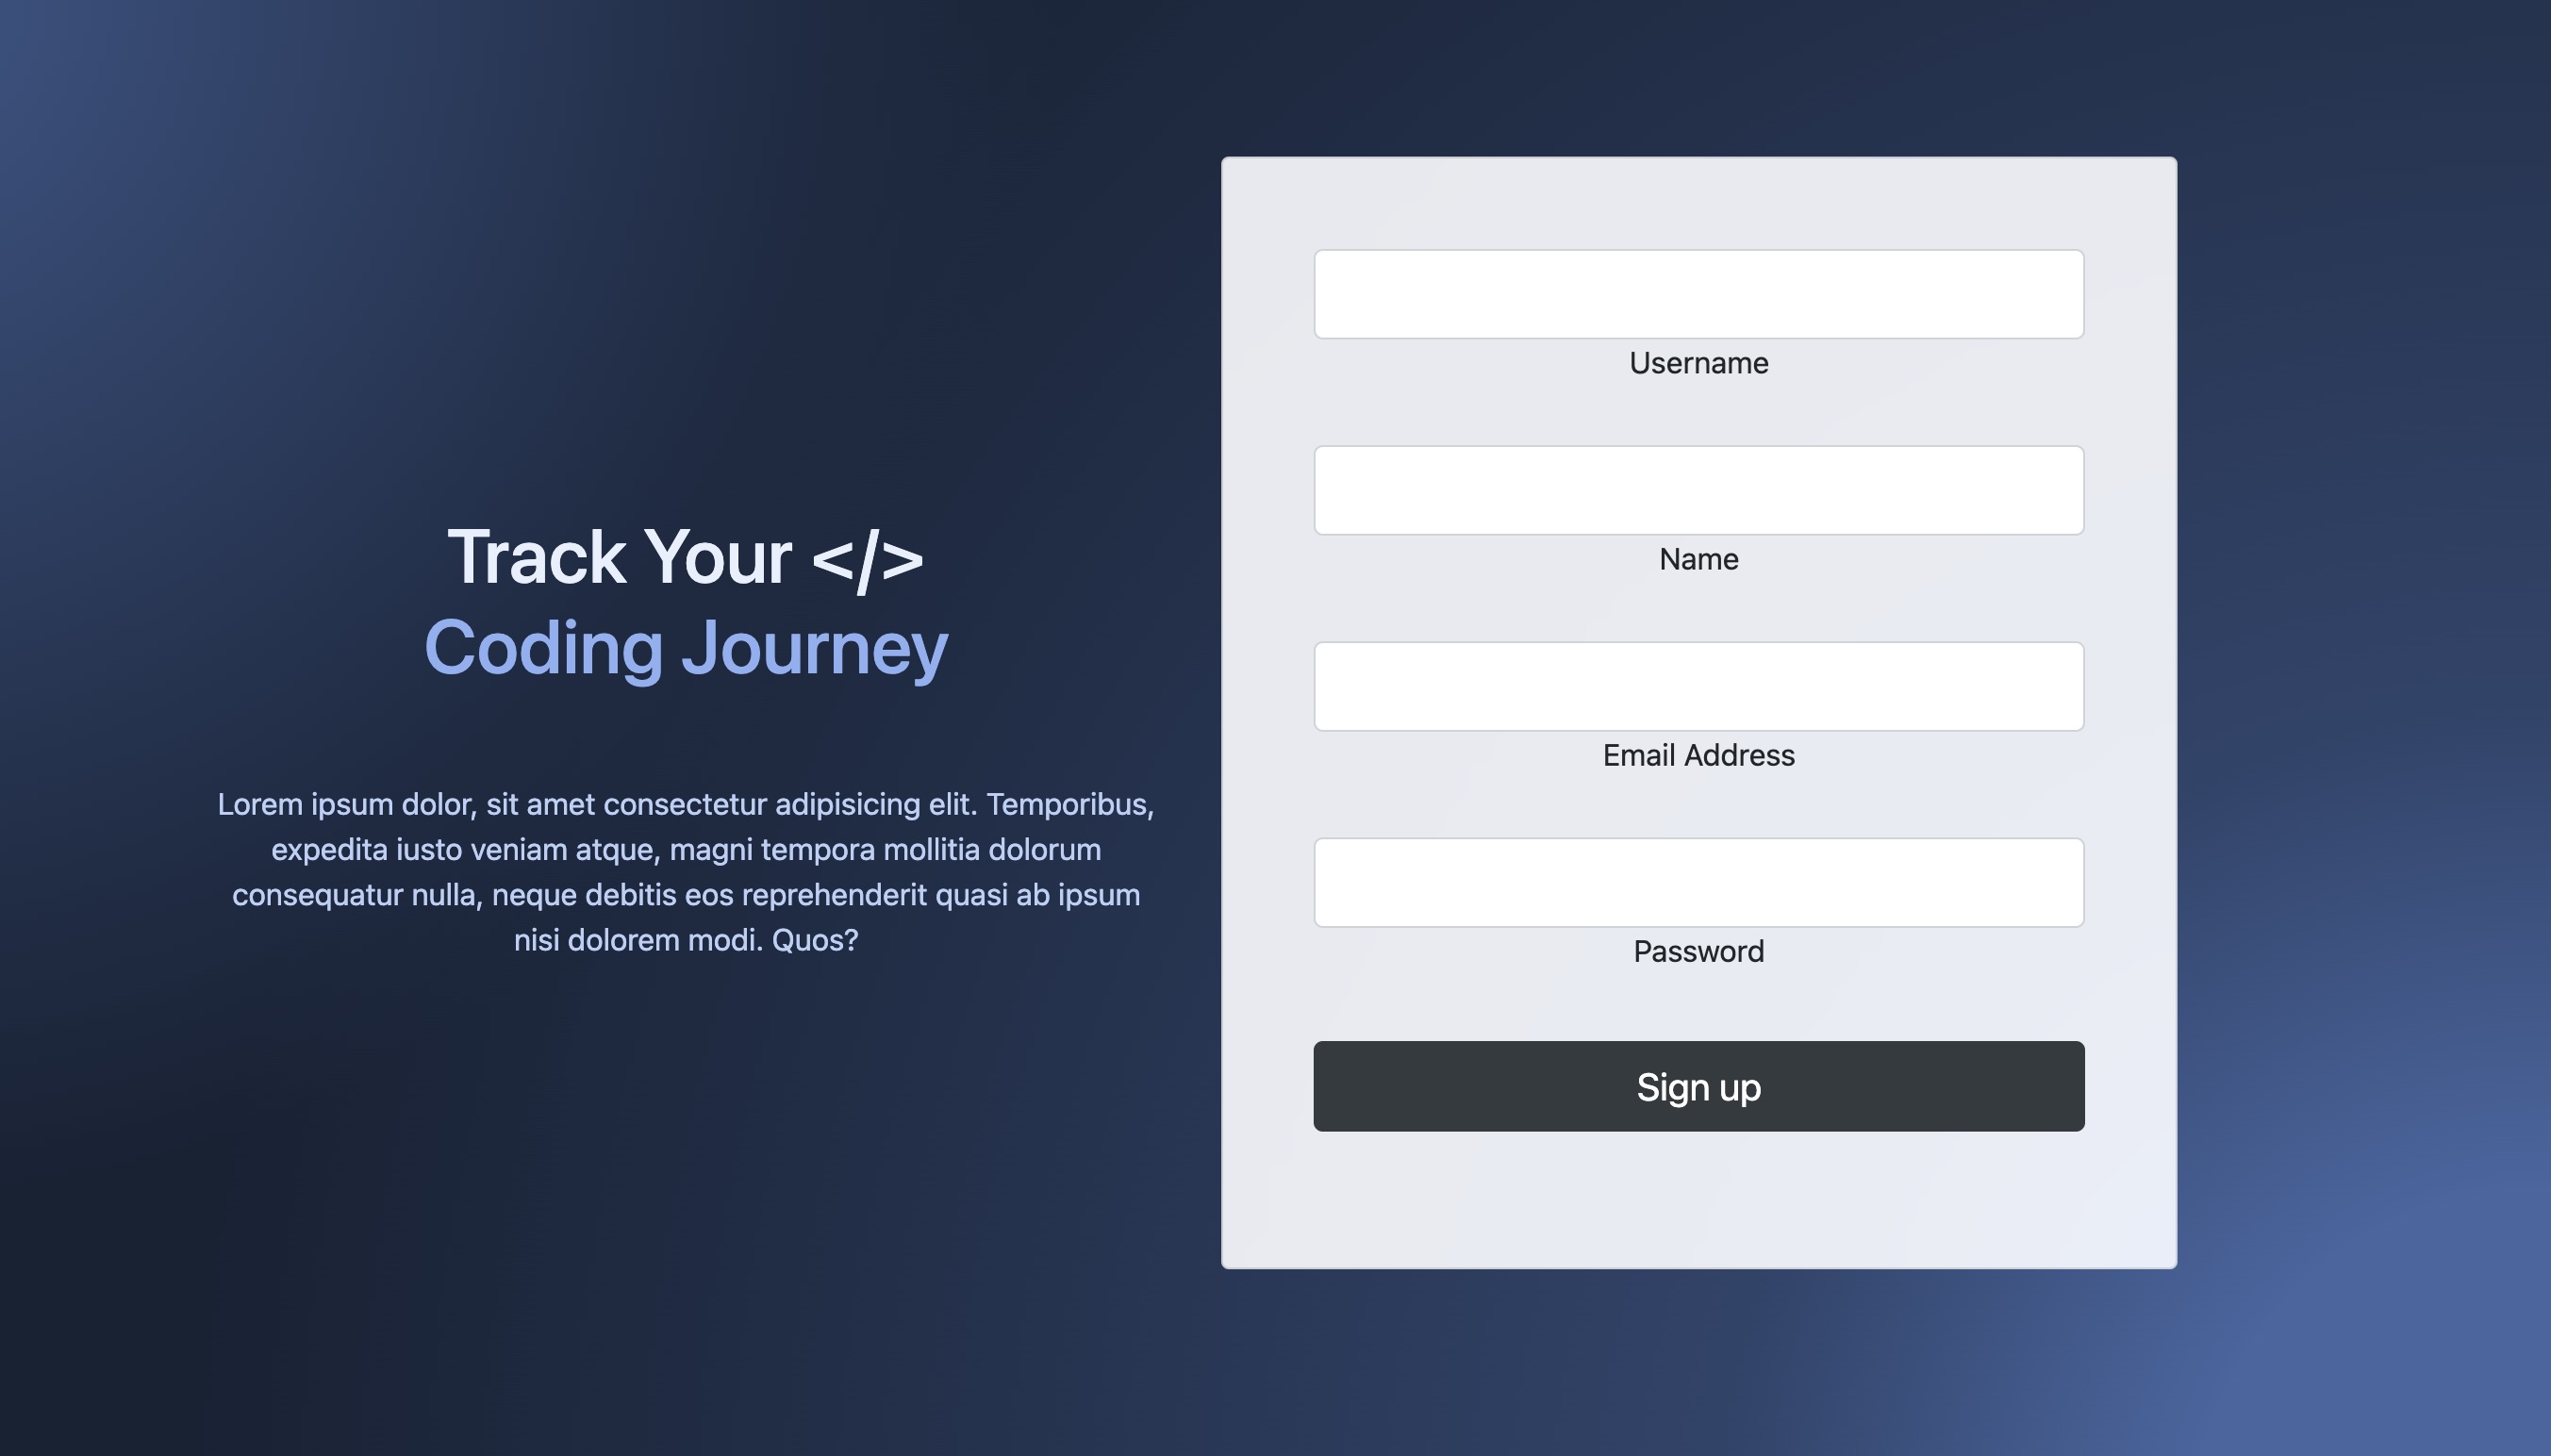 Track Your </>
Coding Journey
Lorem ipsum dolor, sit amet consectetur adipisicing elit. Temporibus,
expedita iusto veniam atque, magni tempora mollitia dolorum
consequatur nulla, neque debitis eos reprehenderit quasi ab ipsum
nisi dolorem modi. Quos?
Username
Name
Email Address
Password
Sign up